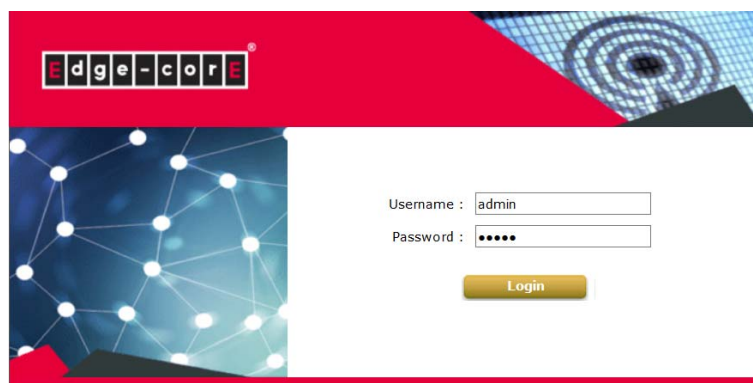 Edge-corE®
Username : admin
Password : •••••
Login